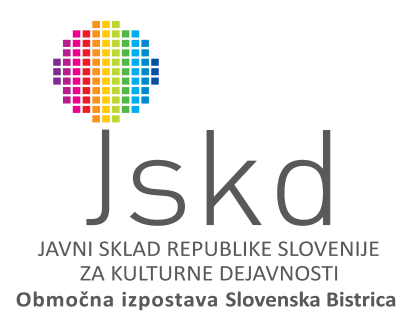 Jskd
JAVNI SKLAD REPUBLIKE SLOVENIJE
ZA KULTURNE DEJAVNOSTI
Območna izpostava Slovenska Bistrica